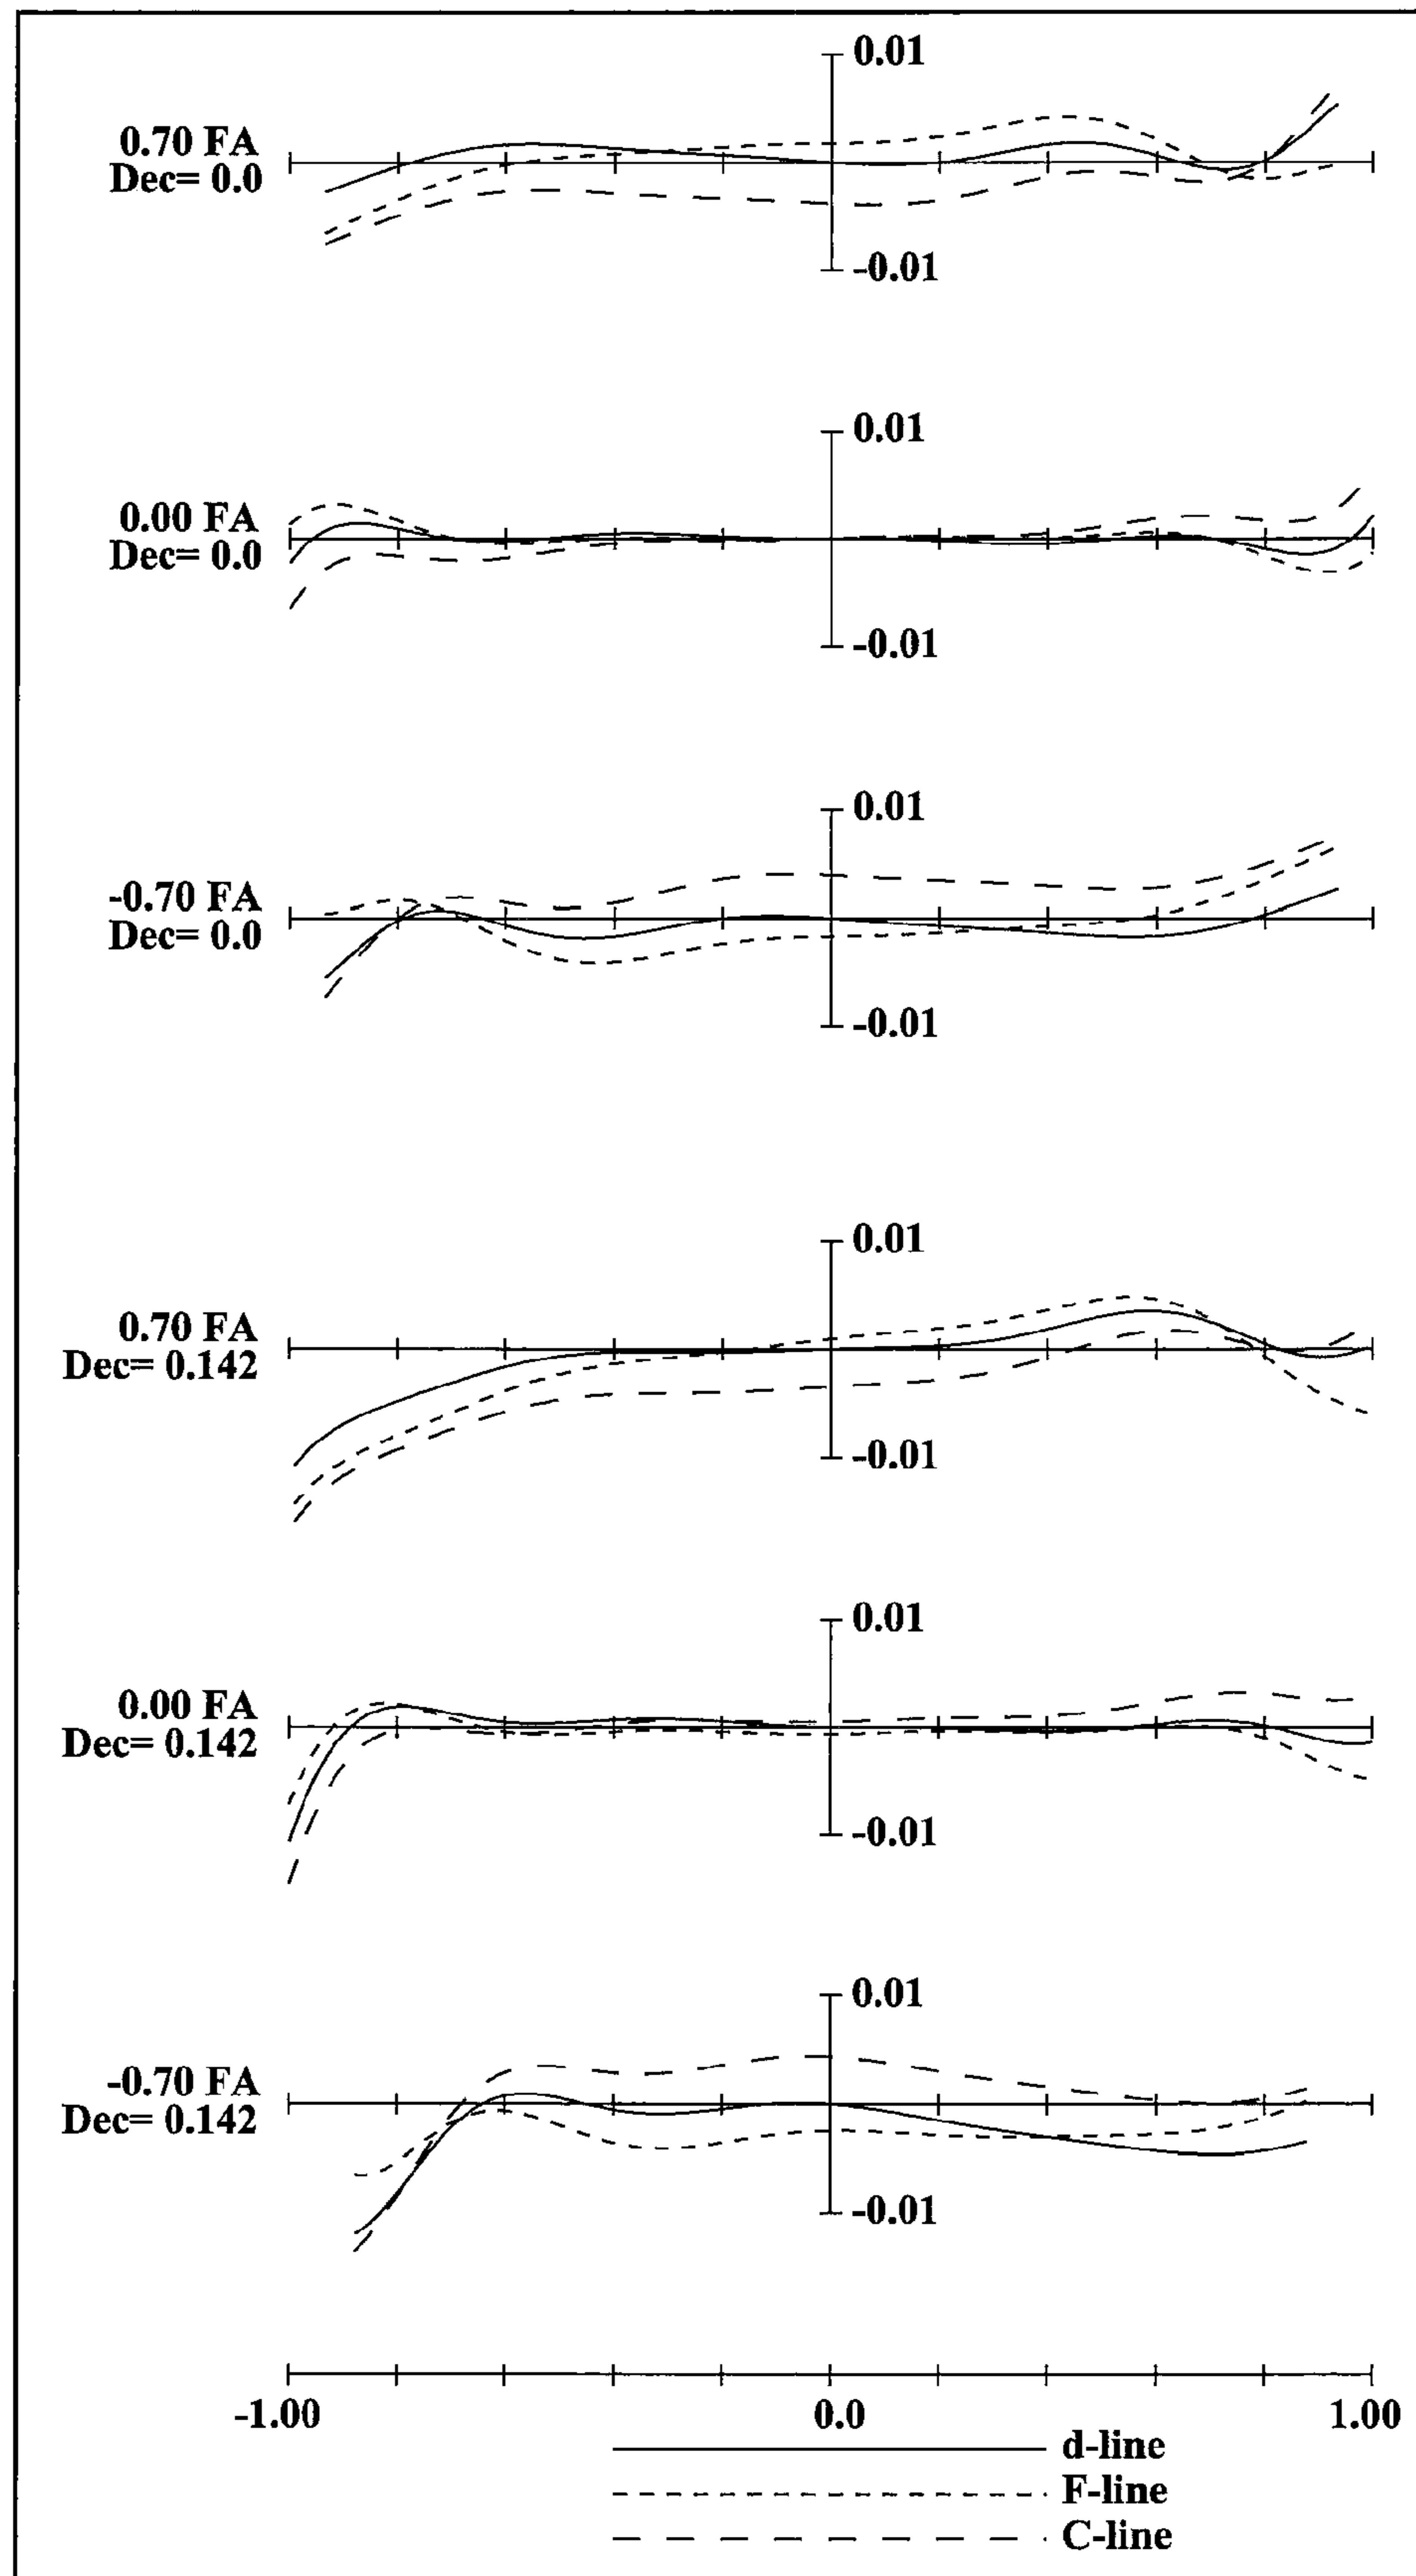 0.01
0.70 FA
Dec= 0.0
-0.01
0.01
0.00 FA
Dec= 0.0
-0.01
0.01
-0.70 FA
Dec= 0.0
-0.01
0.01
0.70 FA
Dec= 0.142
-0.01
0.01
0.00 FA
Dec= 0.142
-0.01
0.01
-0.70 FA
Dec= 0.142
-0.01
-1.00 0.0 1.00
d-line
F-line
C-line